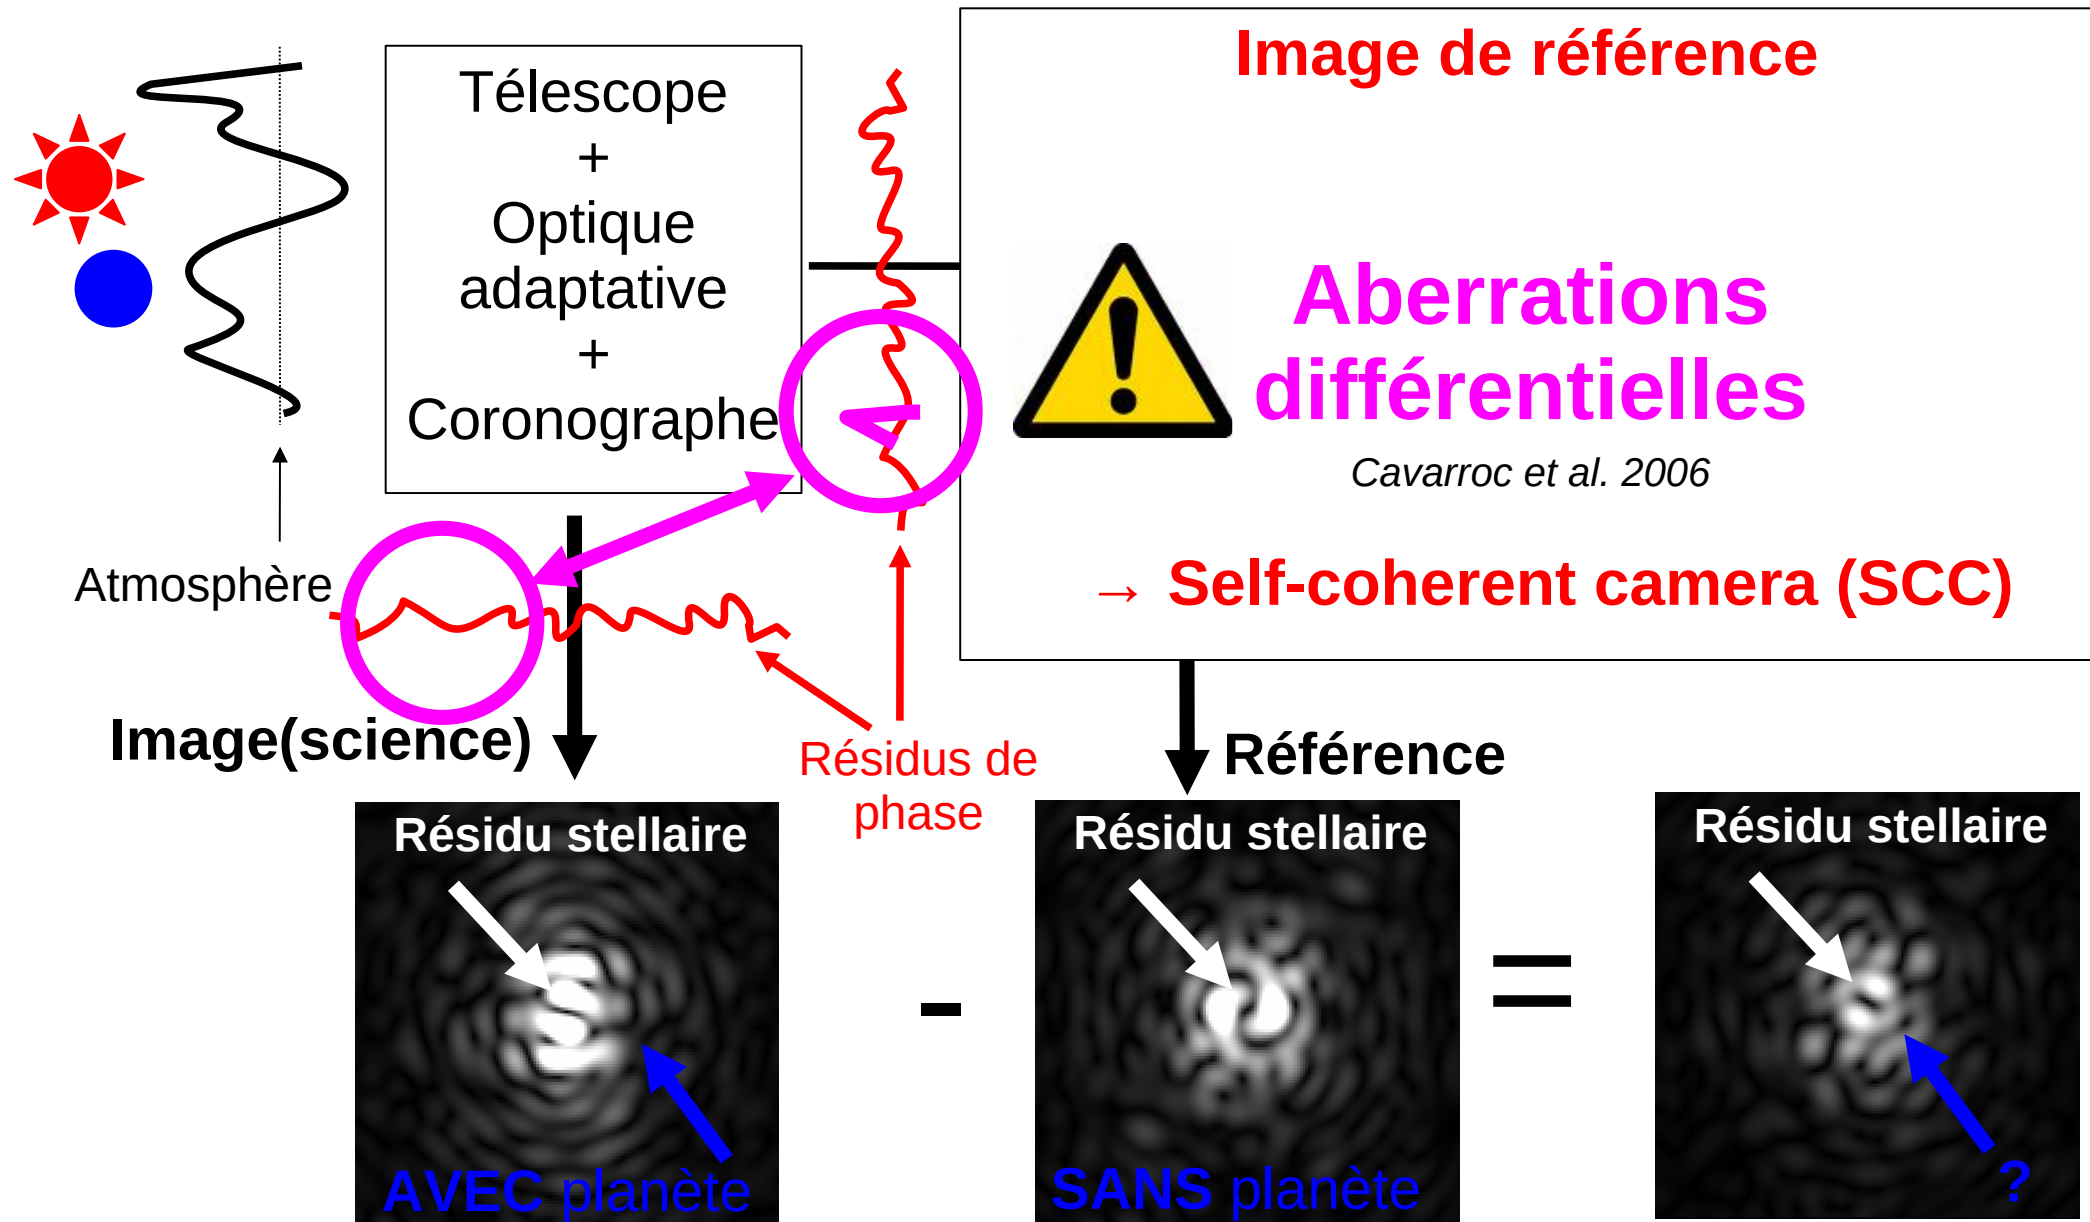 Image de référence
Télescope
+
Optique
adaptative
+
Coronographe
Aberrations
différentielles
Cavarroc et al. 2006
→ Self-coherent camera (SCC)
Atmosphère
Image(science)
Résidus de
phase
Référence
Résidu stellaire
Résidu stellaire
Résidu stellaire
-
=
AVEC planète
SANS planète
?